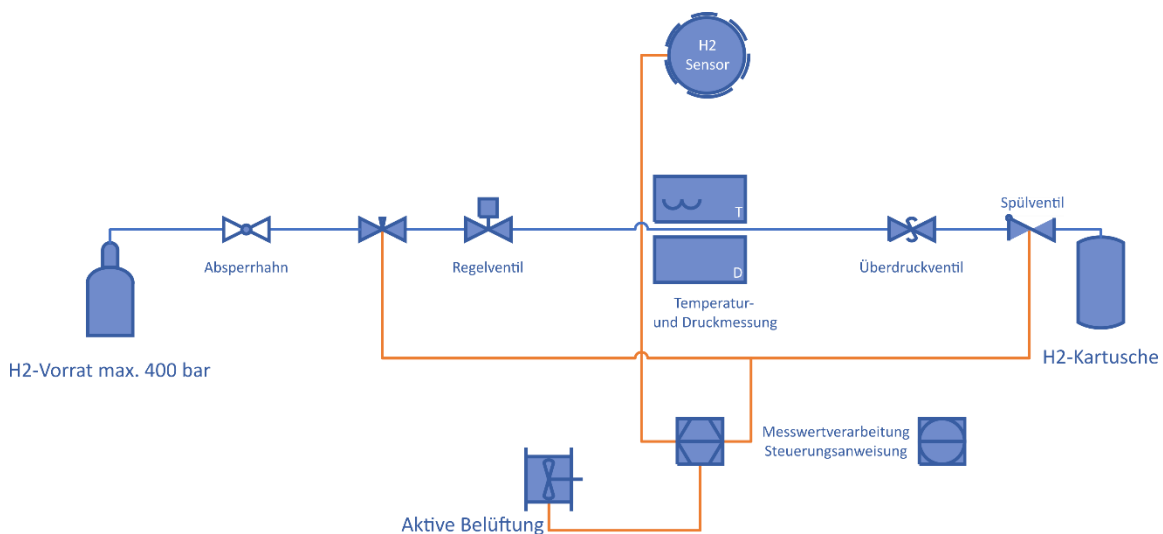 H2
Sensor
T
Spülventil
Absperrhahn
Regelventil
D
Überdruckventil
Temperatur-
und Druckmessung
H2-Vorrat max. 400 bar
H2-Kartusche
Messwertverarbeitung
Steuerungsanweisung
Aktive Belüftung